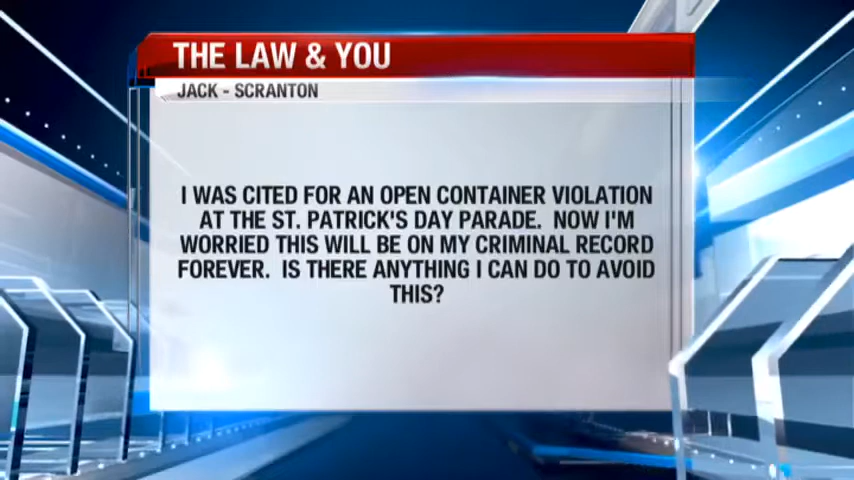 THE LAW & YOU
JACK - SCRANTON
I WAS CITED FOR AN OPEN CONTAINER VIOLATION
AT THE ST. PATRICK'S DAY PARADE. NOW I'M
WORRIED THIS WILL BE ON MY CRIMINAL RECORD
FOREVER. IS THERE ANYTHING I CAN DO TO AVOID
THIS?